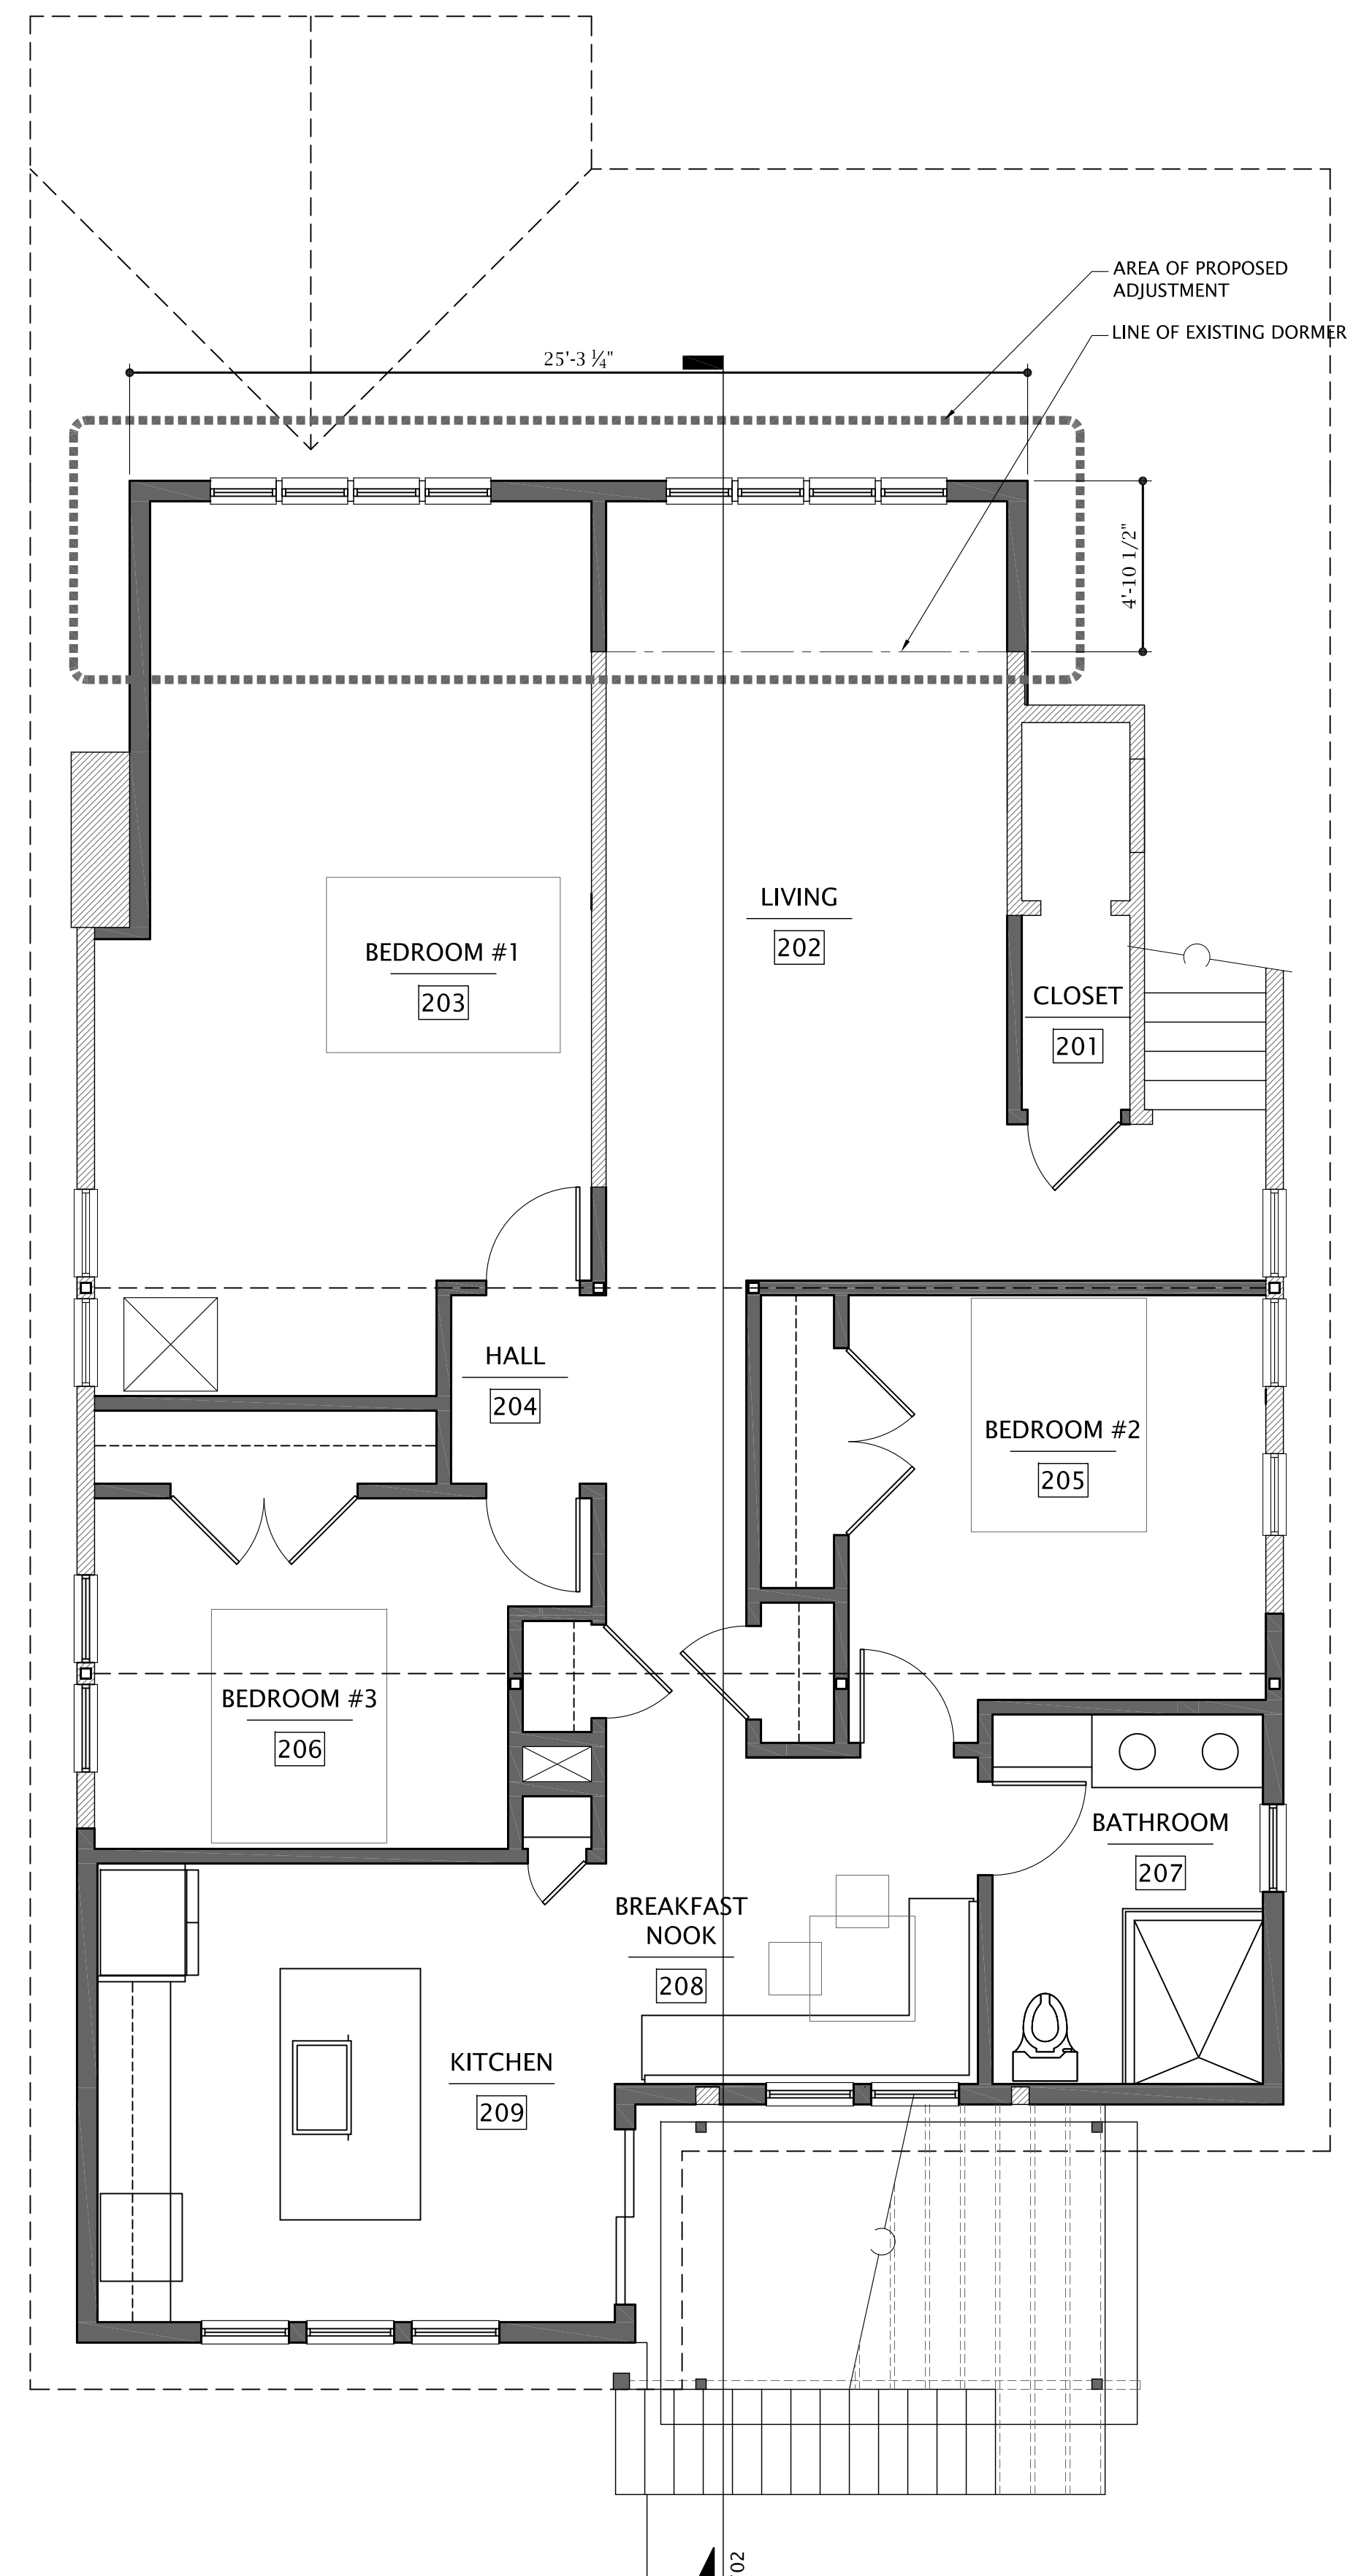 AREA OF PROPOSED
ADJUSTMENT
LINE OF EXISTING DORMER
25'-3 ¼"
4'-10 1/2"
LIVING
202
BEDROOM #1
203
CLOSET
201
HALL
204
BEDROOM #2
205
BEDROOM #3
206
BATHROOM
207
BREAKFAST
NOOK
208
KITCHEN
209